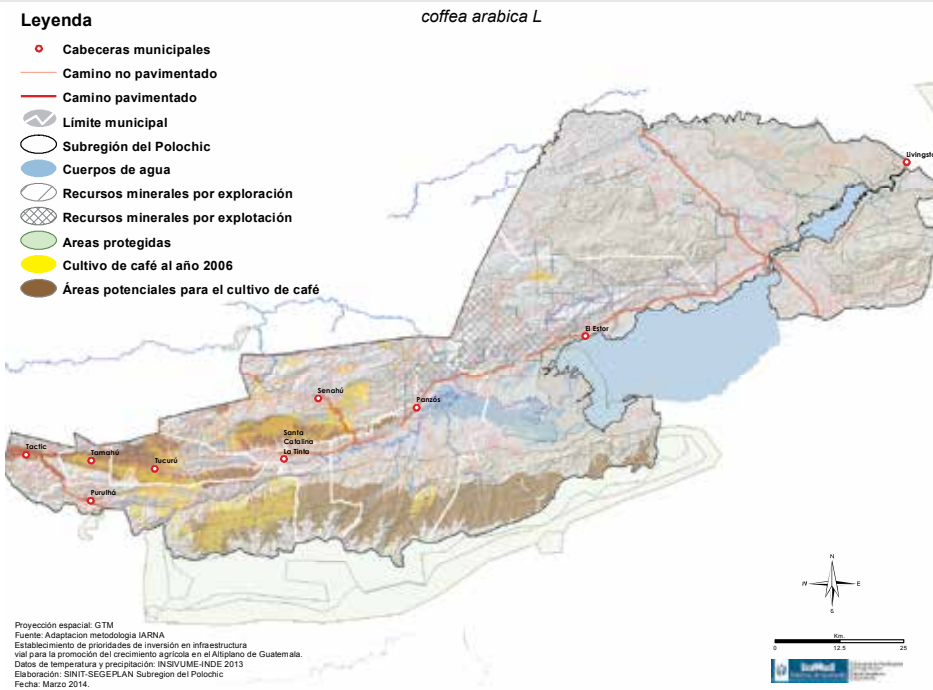 coffea arabica L
Leyenda
Cabeceras municipales
Camino no pavimentado
Camino pavimentado
Límite municipal
Subregión del Polochic
Cuerpos de agua
Recursos minerales por exploración
Recursos minerales por explotación
Areas protegidas
Cultivo de café al año 2006
Áreas potenciales para el cultivo de café
Livingsto
El Estor
Senahú
Panzós
Santa
Catalina
La Tinta
Tactic
Tamahú
Tucurú
Purulhá
N
W
E
S
Km.
0 12.5 25
Proyección espacial: GTM
Fuente: Adaptacion metodologia IARNA
Establecimiento de prioridades de inversión en infraestructura
vial para la promoción del crecimiento agrícola en el Altiplano de Guatemala.
Datos de temperatura y precipitación: INSIVUME-INDE 2013
Elaboración: SINIT-SEGEPLAN Subregion del Polochic
Fecha: Marzo 2014.